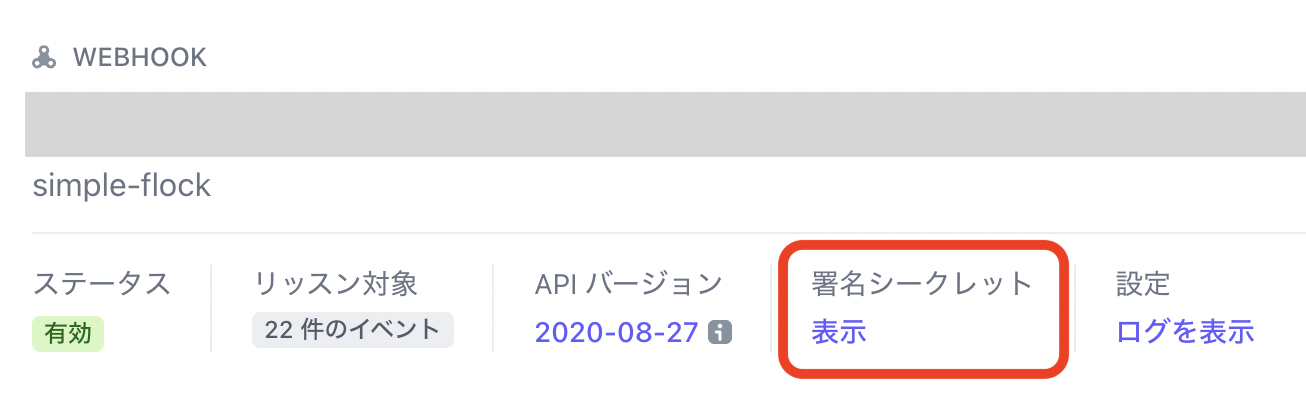 WEBHOOK
simple-flock
ステータス
有効
リッスン対象
22 件のイベント
API バージョン
2020-08-27
署名シークレット
表示
設定
ログを表示